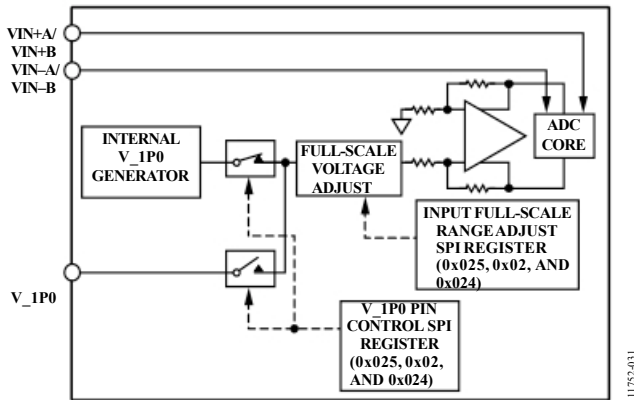 VIN+A/
VIN+B
VIN–A/
VIN–B
INTERNAL
V_1P0
GENERATOR
FULL-SCALE
VOLTAGE
ADJUST
ADC
CORE
INPUT FULL-SCALE
RANGE ADJUST
SPI REGISTER
(0x025, 0x02, AND
0x024)
V_1P0
V_1P0 PIN
CONTROL SPI
REGISTER
(0x025, 0x02,
AND 0x024)
11752-031